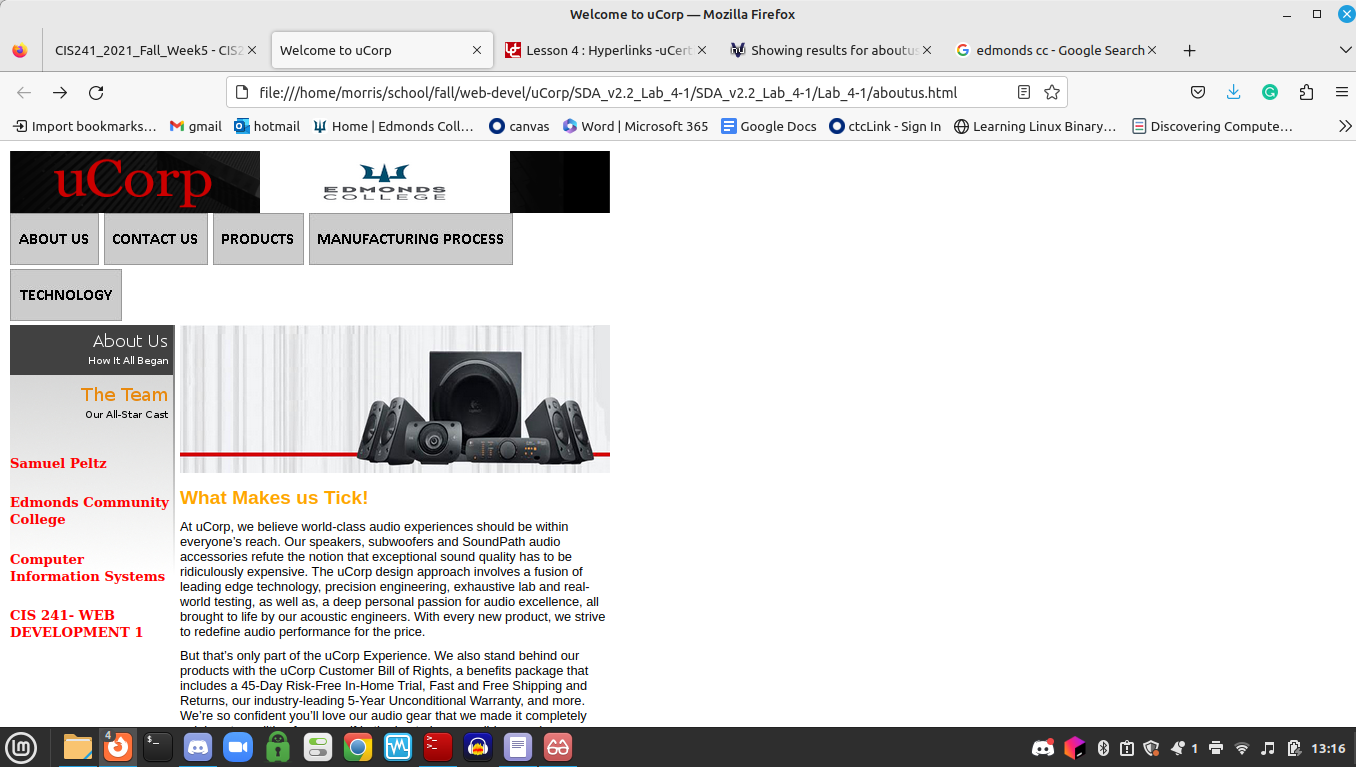 Welcome to uCorp — Mozilla Firefox
CIS241_2021_Fall_Week5 - CIS2
Welcome to uCorp
Lesson 4 : Hyperlinks -uCert
Showing results for aboutus
edmonds cc - Google Search
file:///home/morris/school/fall/web-devel/uCorp/SDA_v2.2_Lab_4-1/SDA_v2.2_Lab_4-1/Lab_4-1/aboutus.html
Import bookmarks…
gmail
hotmail
Home | Edmonds Coll…
canvas
Word | Microsoft 365
Google Docs
ctcLink - Sign In
Learning Linux Binary…
Discovering Compute…
uCorp
EDMONDS
COLLEGE
ABOUT US
CONTACT US
PRODUCTS
MANUFACTURING PROCESS
TECHNOLOGY
About Us
How It All Began
The Team
Our All-Star Cast
Samuel Peltz
Edmonds Community
College
Computer
Information Systems
CIS 241- WEB
DEVELOPMENT 1
What Makes us Tick!
At uCorp, we believe world-class audio experiences should be within
everyone’s reach. Our speakers, subwoofers and SoundPath audio
accessories refute the notion that exceptional sound quality has to be
ridiculously expensive. The uCorp design approach involves a fusion of
leading edge technology, precision engineering, exhaustive lab and real-
world testing, as well as, a deep personal passion for audio excellence, all
brought to life by our acoustic engineers. With every new product, we strive
to redefine audio performance for the price.
But that’s only part of the uCorp Experience. We also stand behind our
products with the uCorp Customer Bill of Rights, a benefits package that
includes a 45-Day Risk-Free In-Home Trial, Fast and Free Shipping and
Returns, our industry-leading 5-Year Unconditional Warranty, and more.
We’re so confident you’ll love our audio gear that we made it completely
4
1
13:16